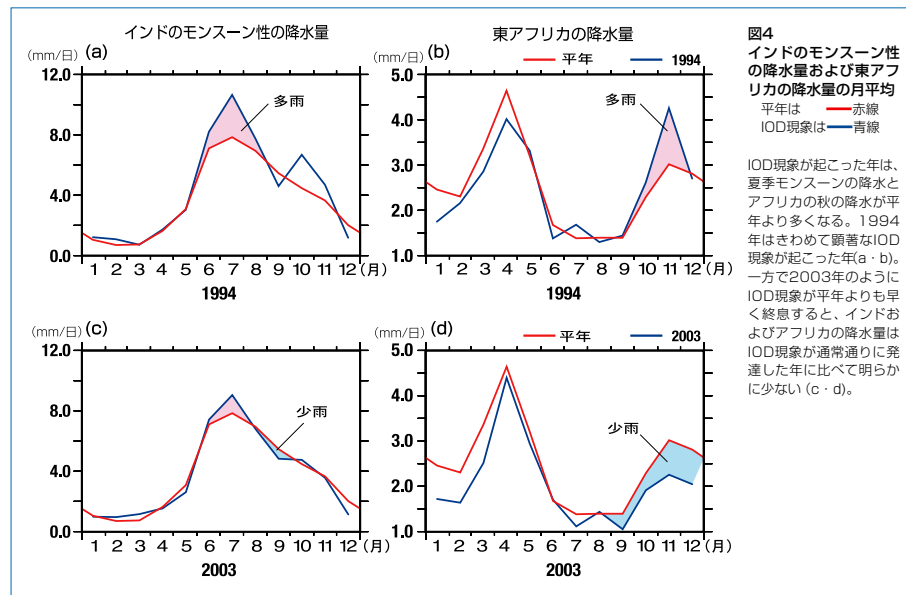 インドのモンスーン性の降水量
(mm/日) (a)
12.0
8.0
4.0
0.0
多雨
1 2 3 4 5 6 7 8 9 10 11 12 (月)
1994
東アフリカの降水量
(mm/日) (b)
平年 1994
5.0
4.0
3.0
2.0
1.0
多雨
1 2 3 4 5 6 7 8 9 10 11 12 (月)
1994
(mm/日) (c)
12.0
8.0
4.0
0.0
少雨
1 2 3 4 5 6 7 8 9 10 11 12 (月)
2003
(mm/日) (d)
平年 2003
5.0
4.0
3.0
2.0
1.0
少雨
1 2 3 4 5 6 7 8 9 10 11 12 (月)
2003
図4
インドのモンスーン性
の降水量および東アフ
リカの降水量の月平均
平年は 赤線
IOD現象は 青線
IOD現象が起こった年は、
夏季モンスーンの降水と
アフリカの秋の降水が平
年より多くなる。1994
年はきわめて顕著なIOD
現象が起こった年(a・b)。
一方で2003年のように
IOD現象が平年よりも早
く終息すると、インドお
よびアフリカの降水量は
IOD現象が通常通りに発
達した年に比べて明らか
に少ない (c・d)。